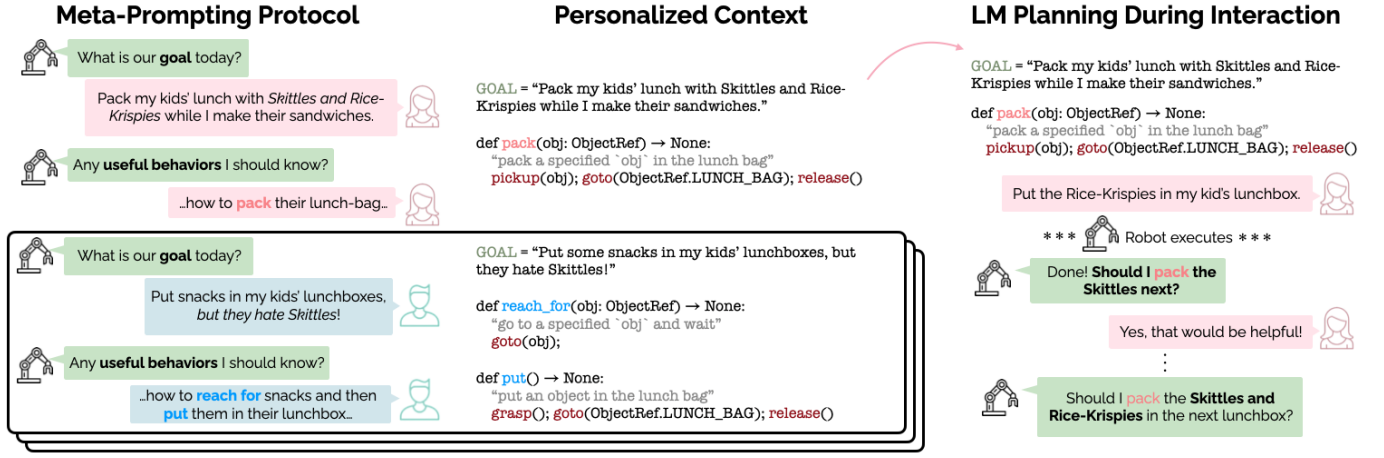 Meta-Prompting Protocol
What is our goal today?
Pack my kids' lunch with Skittles and Rice-
Krispies while I make their sandwiches.
Any useful behaviors I should know?
...how to pack their lunch-bag...
What is our goal today?
Put snacks in my kids' lunchboxes,
but they hate Skittles!
Any useful behaviors I should know?
...how to reach for snacks and then
put them in their lunchbox...
Personalized Context
GOAL = “Pack my kids’ lunch with Skittles and Rice-
Krispies while I make their sandwiches.”
def pack(obj: ObjectRef) → None:
“pack a specified `obj` in the lunch bag”
pickup(obj); goto(ObjectRef.LUNCH_BAG); release()
GOAL = “Put some snacks in my kids’ lunchboxes, but
they hate Skittles!”
def reach_for(obj: ObjectRef) → None:
“go to a specified `obj` and wait”
goto(obj);
def put() → None:
“put an object in the lunch bag”
grasp(); goto(ObjectRef.LUNCH_BAG); release()
LM Planning During Interaction
GOAL = “Pack my kids’ lunch with Skittles and Rice-
Krispies while I make their sandwiches.”
def pack(obj: ObjectRef) → None:
“pack a specified `obj` in the lunch bag”
pickup(obj); goto(ObjectRef.LUNCH_BAG); release()
Put the Rice-Krispies in my kid's lunchbox.
* * * Robot executes * * *
Done! Should I pack the
Skittles next?
Yes, that would be helpful!
⋮
Should I pack the Skittles and
Rice-Krispies in the next lunchbox?